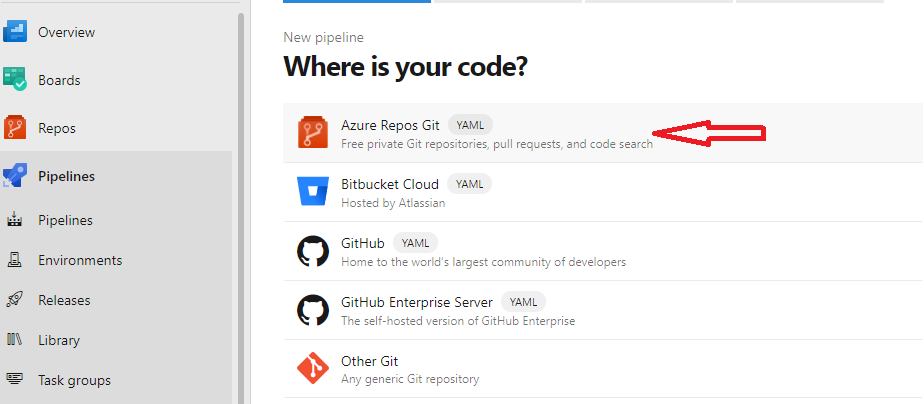 Overview
Boards
Repos
Pipelines
Pipelines
Environments
Releases
Library
Task groups
New pipeline
Where is your code?
Azure Repos Git YAML
Free private Git repositories, pull requests, and code search
Bitbucket Cloud YAML
Hosted by Atlassian
GitHub YAML
Home to the world's largest community of developers
GitHub Enterprise Server YAML
The self-hosted version of GitHub Enterprise
Other Git
Any generic Git repository